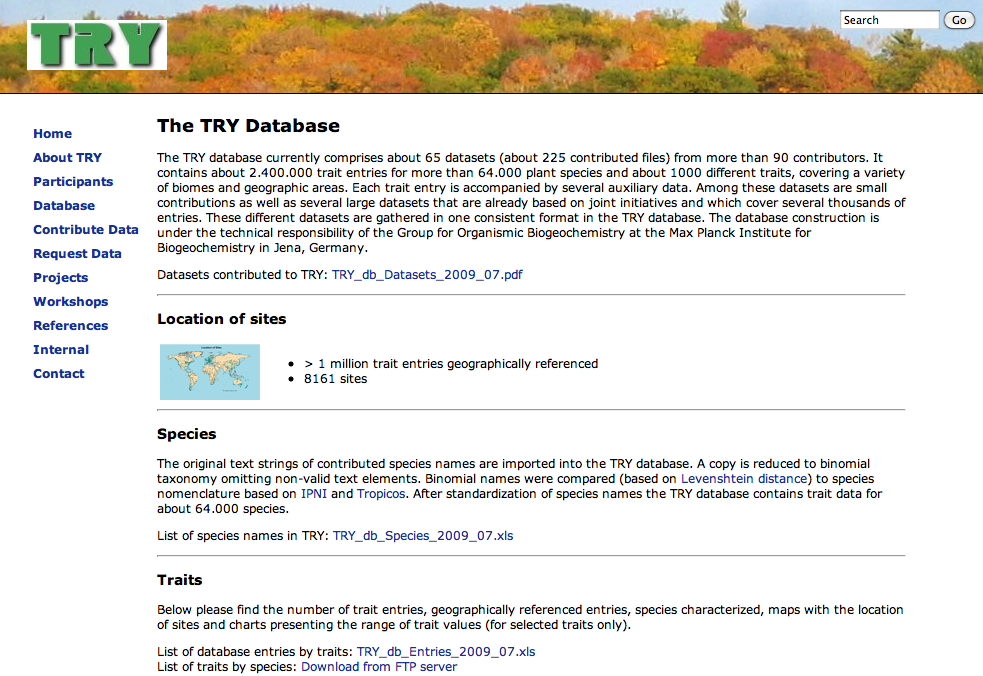 TRY
Search
Go
Home
About TRY
Participants
Database
Contribute Data
Request Data
Projects
Workshops
References
Internal
Contact
The TRY Database
The TRY database currently comprises about 65 datasets (about 225 contributed files) from more than 90 contributors. It
contains about 2.400.000 trait entries for more than 64.000 plant species and about 1000 different traits, covering a variety
of biomes and geographic areas. Each trait entry is accompanied by several auxiliary data. Among these datasets are small
contributions as well as several large datasets that are already based on joint initiatives and which cover several thousands of
entries. These different datasets are gathered in one consistent format in the TRY database. The database construction is
under the technical responsibility of the Group for Organismic Biogeochemistry at the Max Planck Institute for
Biogeochemistry in Jena, Germany.
Datasets contributed to TRY: TRY_db_Datasets_2009_07.pdf
Location of sites
• > 1 million trait entries geographically referenced
• 8161 sites
Species
The original text strings of contributed species names are imported into the TRY database. A copy is reduced to binomial
taxonomy omitting non-valid text elements. Binomial names were compared (based on Levenshtein distance) to species
nomenclature based on IPNI and Tropicos. After standardization of species names the TRY database contains trait data for
about 64.000 species.
List of species names in TRY: TRY_db_Species_2009_07.xls
Traits
Below please find the number of trait entries, geographically referenced entries, species characterized, maps with the location
of sites and charts presenting the range of trait values (for selected traits only).
List of database entries by traits: TRY_db_Entries_2009_07.xls
List of traits by species: Download from FTP server